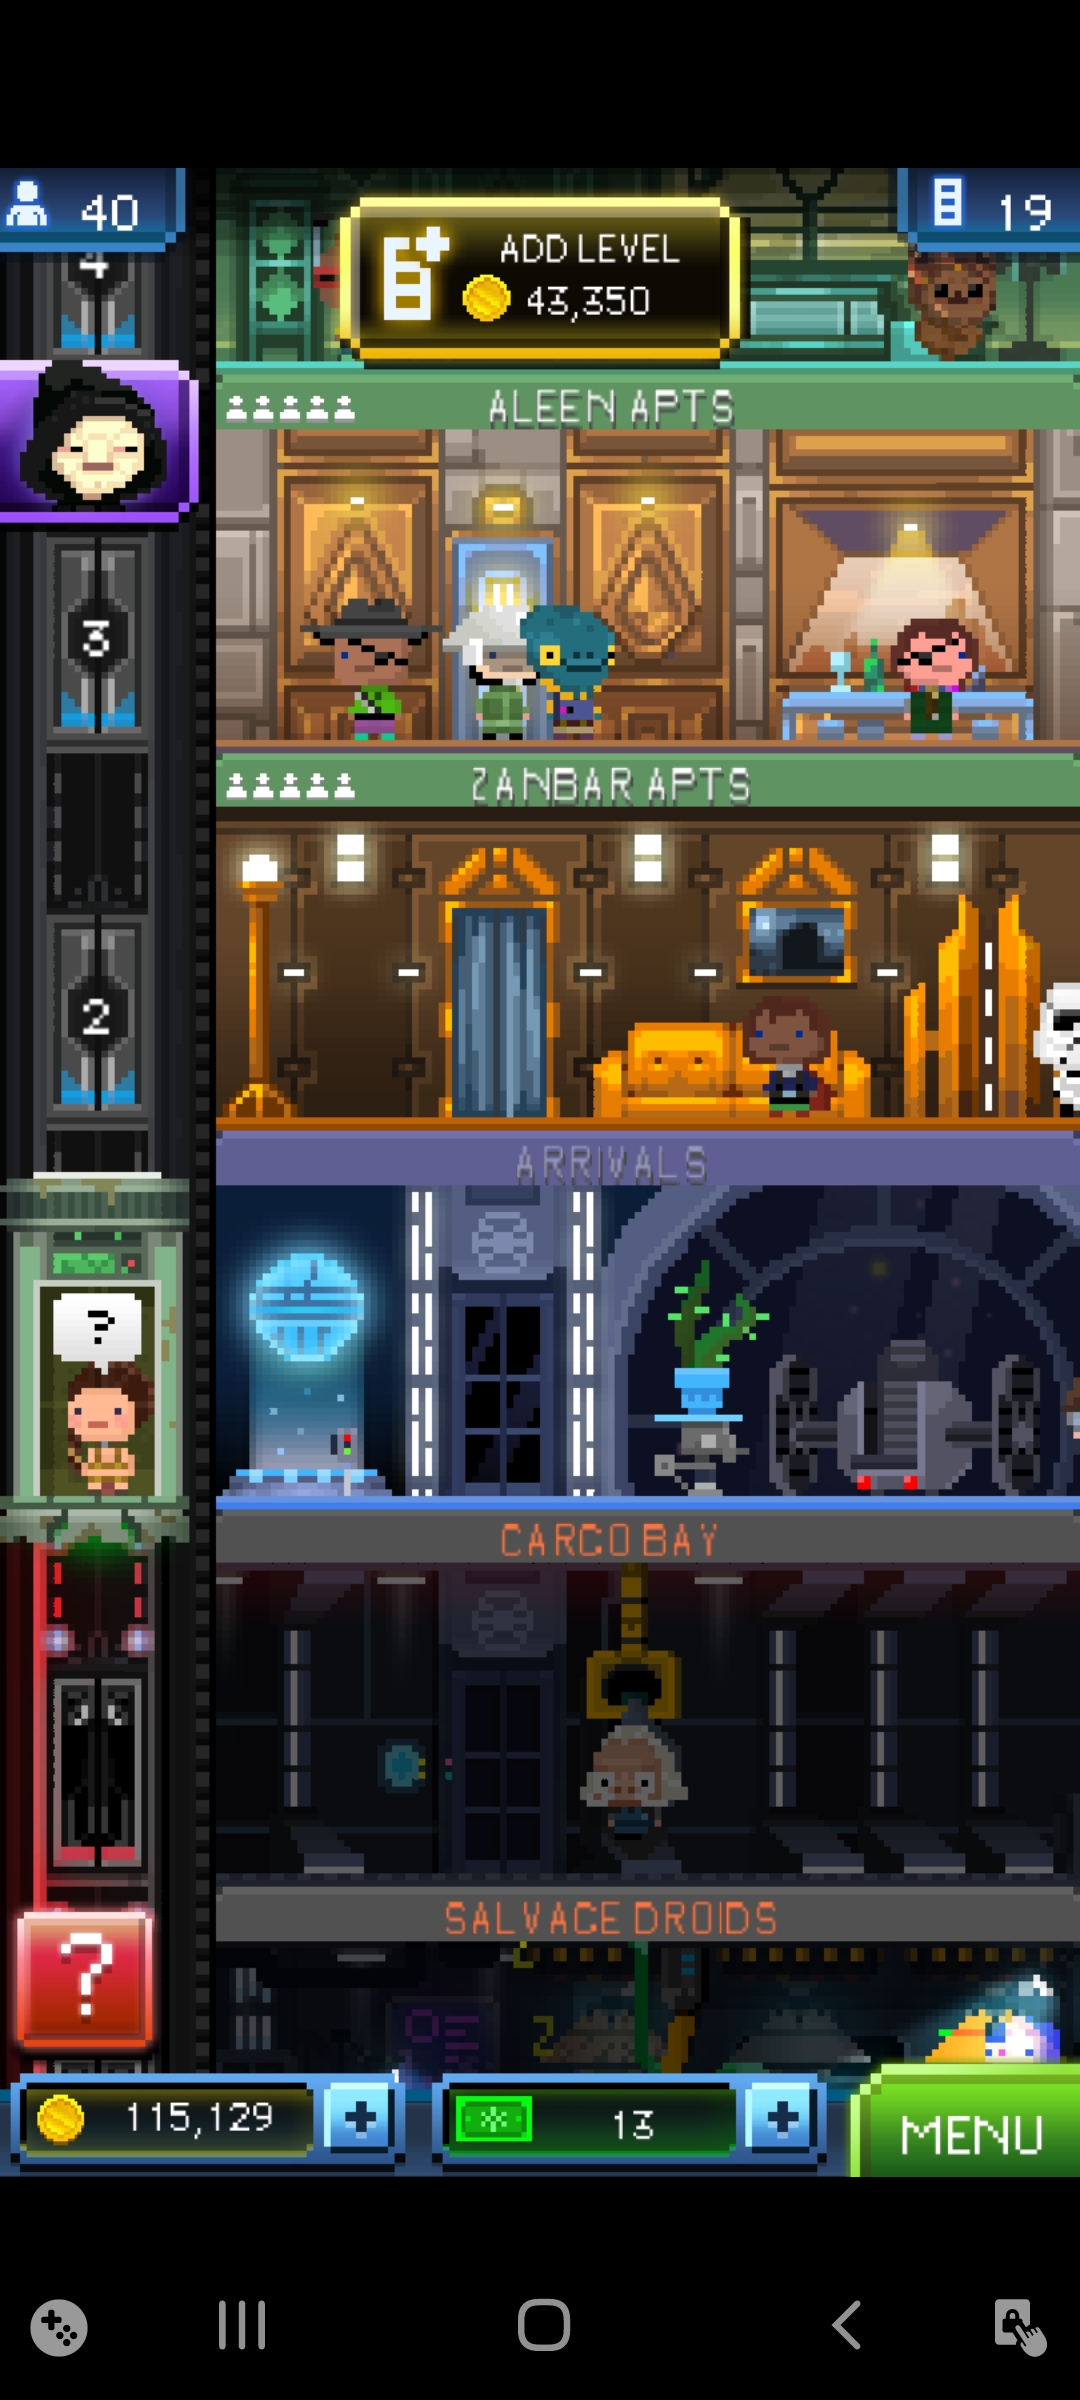 40
19
ADD LEVEL
43,350
4
ALEEN APTS
3
ZANBAR APTS
2
ARRIVALS
?
CARGO BAY
SALVAGE DROIDS
?
115,129
13
MENU